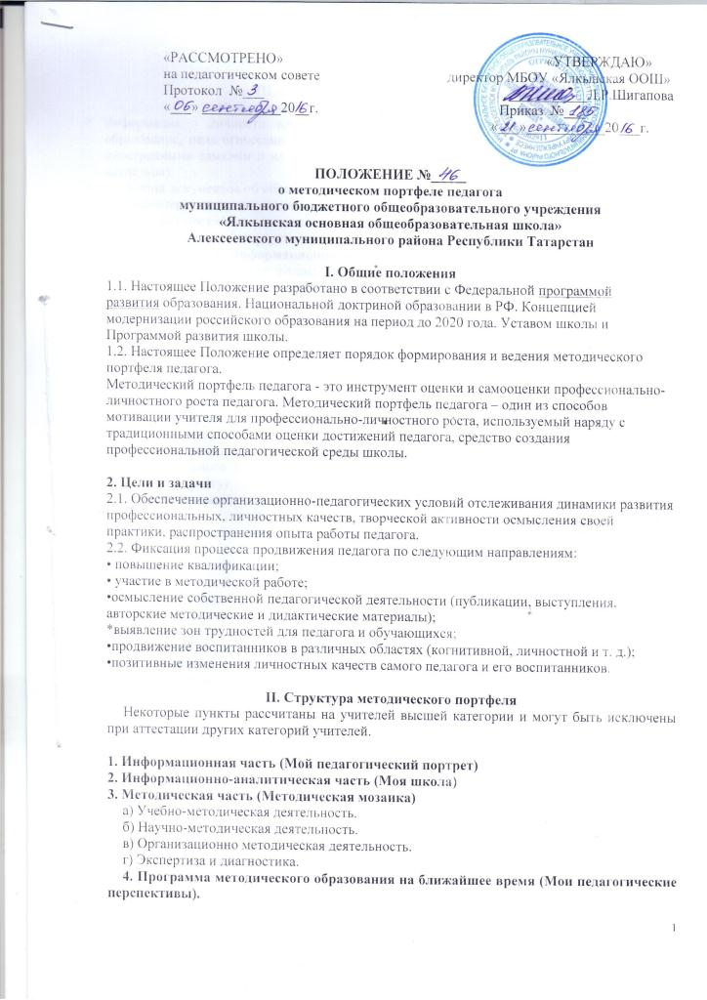 «РАССМОТРЕНО»
на педагогическом совете
Протокол № 3
«06» сентября 2016 г.
«УТВЕРЖДАЮ»
директор МБОУ «Ялкынская ООШ»
Л.Р.Шигапова
Приказ №185
«21» сентября 2016 г.
ПОЛОЖЕНИЕ № 46
о методическом портфеле педагога
муниципального бюджетного общеобразовательного учреждения
«Ялкынская основная общеобразовательная школа»
Алексеевского муниципального района Республики Татарстан
I. Общие положения
1.1. Настоящее Положение разработано в соответствии с Федеральной программой
развития образования. Национальной доктриной образовании в РФ. Концепцией
модернизации российского образования на период до 2020 года. Уставом школы и
Программой развития школы.
1.2. Настоящее Положение определяет порядок формирования и ведения методического
портфеля педагога.
Методический портфель педагога - это инструмент оценки и самооценки профессионально-
личностного роста педагога. Методический портфель педагога – один из способов
мотивации учителя для профессионально-личностного роста, используемый наряду с
традиционными способами оценки достижений педагога, средство создания
профессиональной педагогической среды школы.
2. Цели и задачи
2.1. Обеспечение организационно-педагогических условий отслеживания динамики развития
профессиональных, личностных качеств, творческой активности осмысления своей
практики, распространения опыта работы педагога.
2.2. Фиксация процесса продвижения педагога по следующим направлениям:
• повышение квалификации;
• участие в методической работе;
•осмысление собственной педагогической деятельности (публикации, выступления,
авторские методические и дидактические материалы);
*выявление зон трудностей для педагога и обучающихся;
•продвижение воспитанников в различных областях (когнитивной, личностной и т. д.);
•позитивные изменения личностных качеств самого педагога и его воспитанников.
II. Структура методического портфеля
Некоторые пункты рассчитаны на учителей высшей категории и могут быть исключены
при аттестации других категорий учителей.
1. Информационная часть (Мой педагогический портрет)
2. Информационно-аналитическая часть (Моя школа)
3. Методическая часть (Методическая мозаика)
а) Учебно-методическая деятельность.
б) Научно-методическая деятельность.
в) Организационно методическая деятельность.
г) Экспертиза и диагностика.
4. Программа методического образования на ближайшее время (Мои педагогические
перспективы).
1